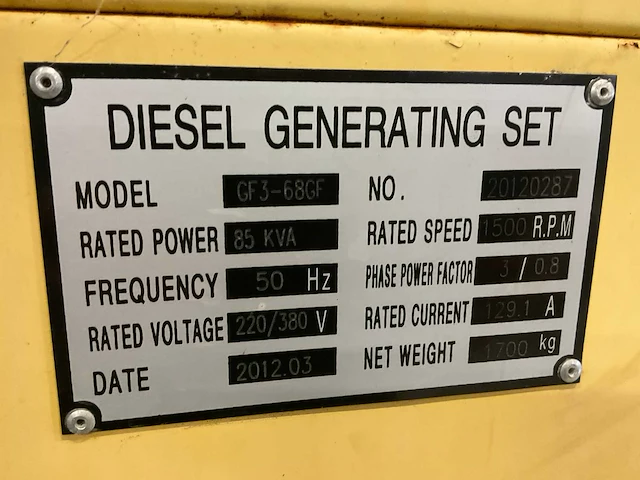 DIESEL GENERATING SET
MODEL GF3-68GF NO. 20120287
RATED POWER 85 KVA RATED SPEED 1500 R.P.M
FREQUENCY 50 Hz PHASE POWER FACTOR 3 / 0.8
RATED VOLTAGE 220/380 V RATED CURRENT 129.1 A
DATE 2012.03 NET WEIGHT 1700 kg